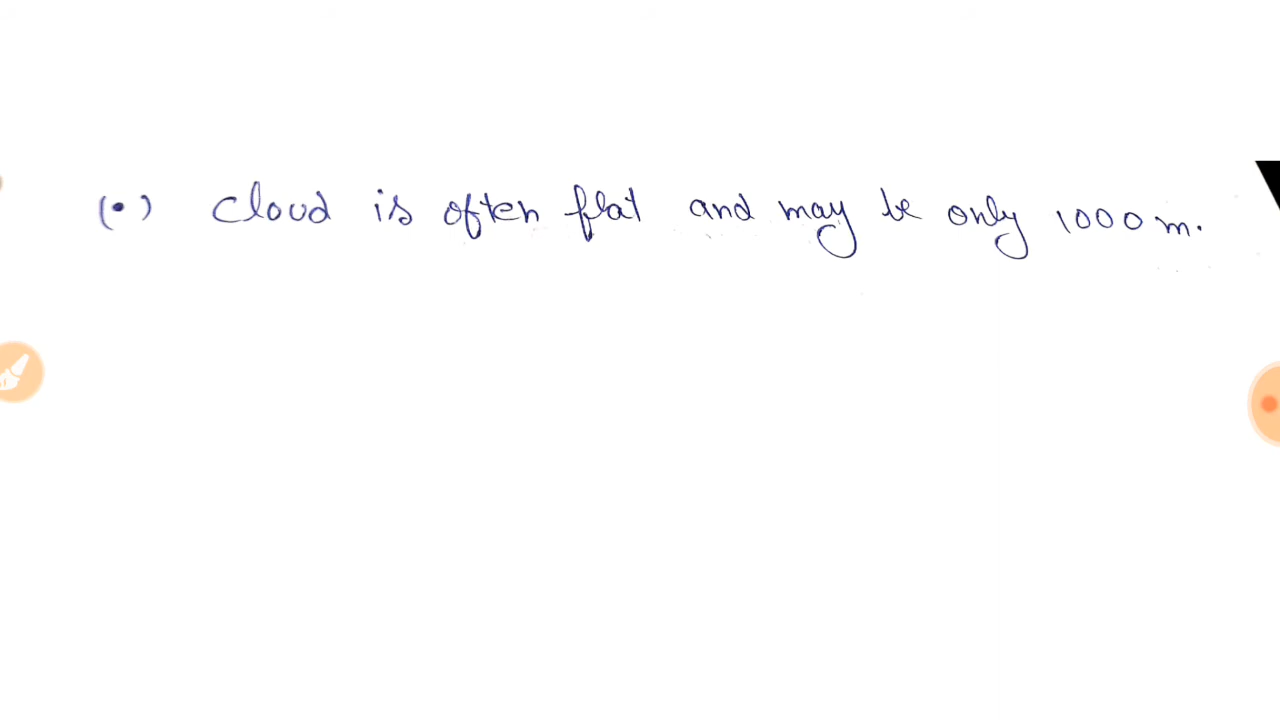 (•) Cloud is often flat and may be only 1000 m.